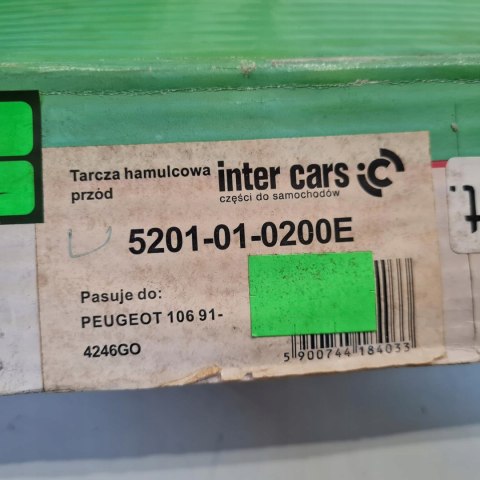 Tarcza hamulcowa
przód
inter cars
części do samochodów
5201-01-0200E
Pasuje do:
PEUGEOT 106 91-
4246GO
5 900744 184033